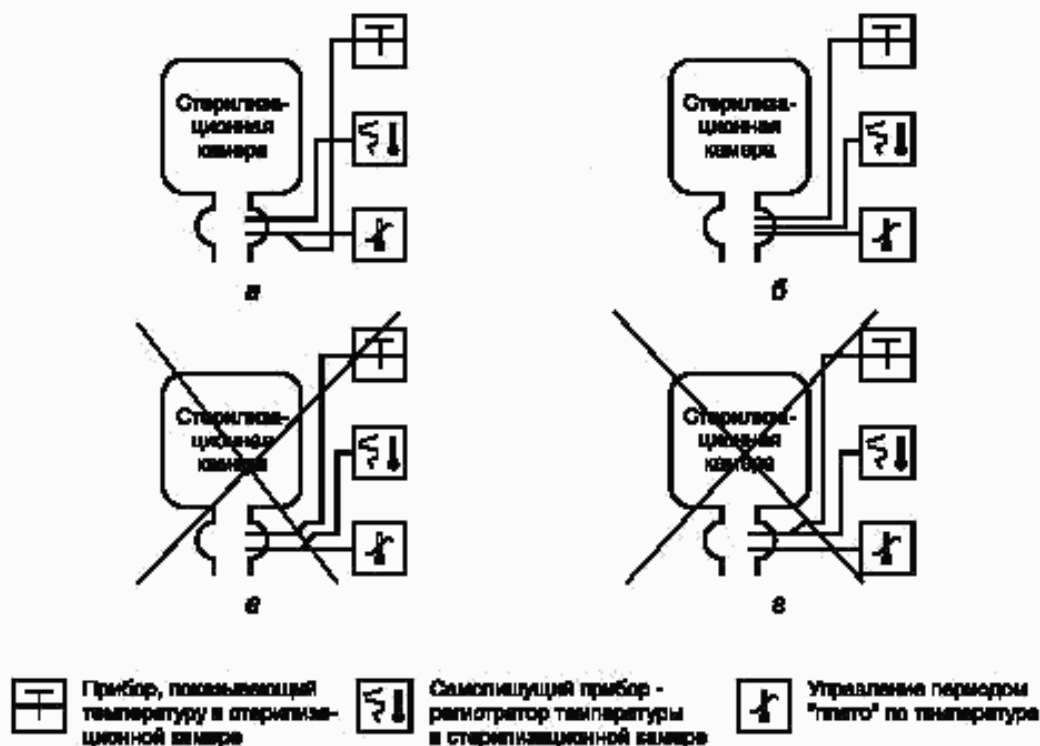 Стерилиза-
ционная
камера
Стерилиза-
ционная
камера
а
б
Стерилиза-
ционная
камера
Стерилиза-
ционная
камера
в
г
Прибор, показывающий
температуру в стерилиза-
ционной камере
Самопишущий прибор -
регистратор температуры
в стерилизационной камере
Управление периодом
"плато" по температуре